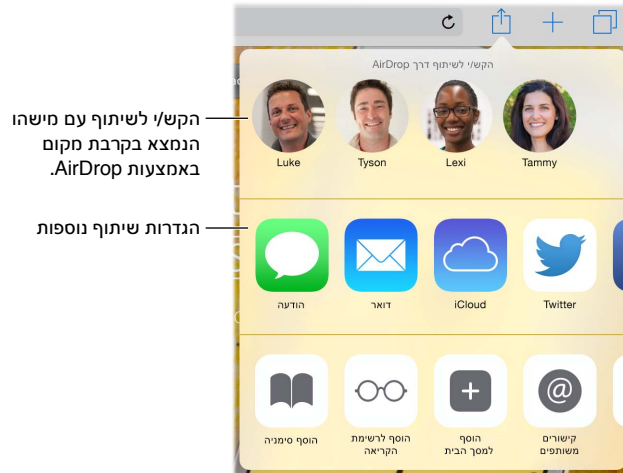 הקש/י לשיתוף דרך AirDrop
Luke
Tyson
Lexi
Tammy
הקש/י לשיתוף עם מישהו
הנמצא בקרבת מקום
באמצעות AirDrop.
הגדרות שיתוף נוספות
הודעה
דואר
iCloud
Twitter
הוסף סימניה
הוסף לרשימת
הקריאה
הוסף
למסך הבית
קישורים
משותפים